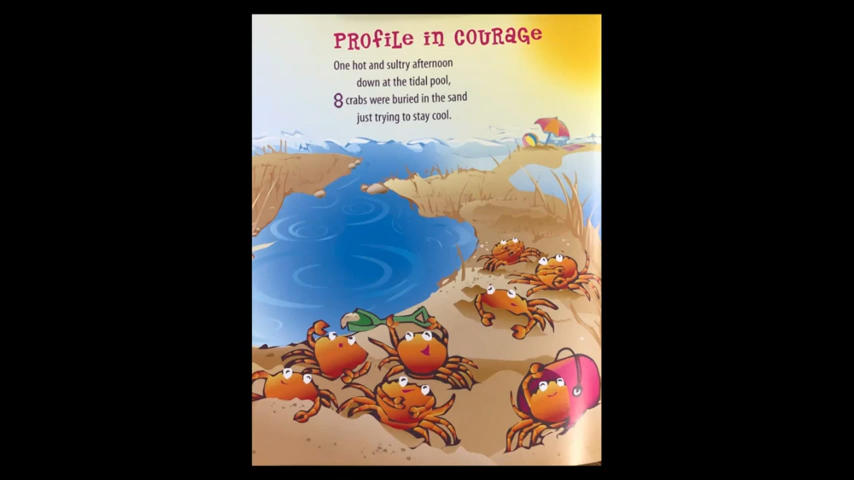 PROFILE IN COURAGE
One hot and sultry afternoon
down at the tidal pool,
8 crabs were buried in the sand
just trying to stay cool.